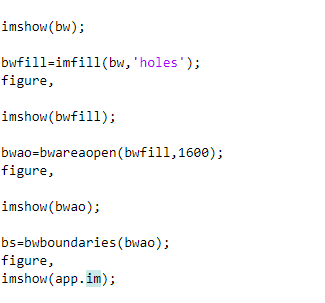 imshow(bw);
bwfill=imfill(bw,'holes');
figure,
imshow(bwfill);
bwao=bwareaopen(bwfill,1600);
figure,
imshow(bwao);
bs=bwboundaries(bwao);
figure,
imshow(app.im);